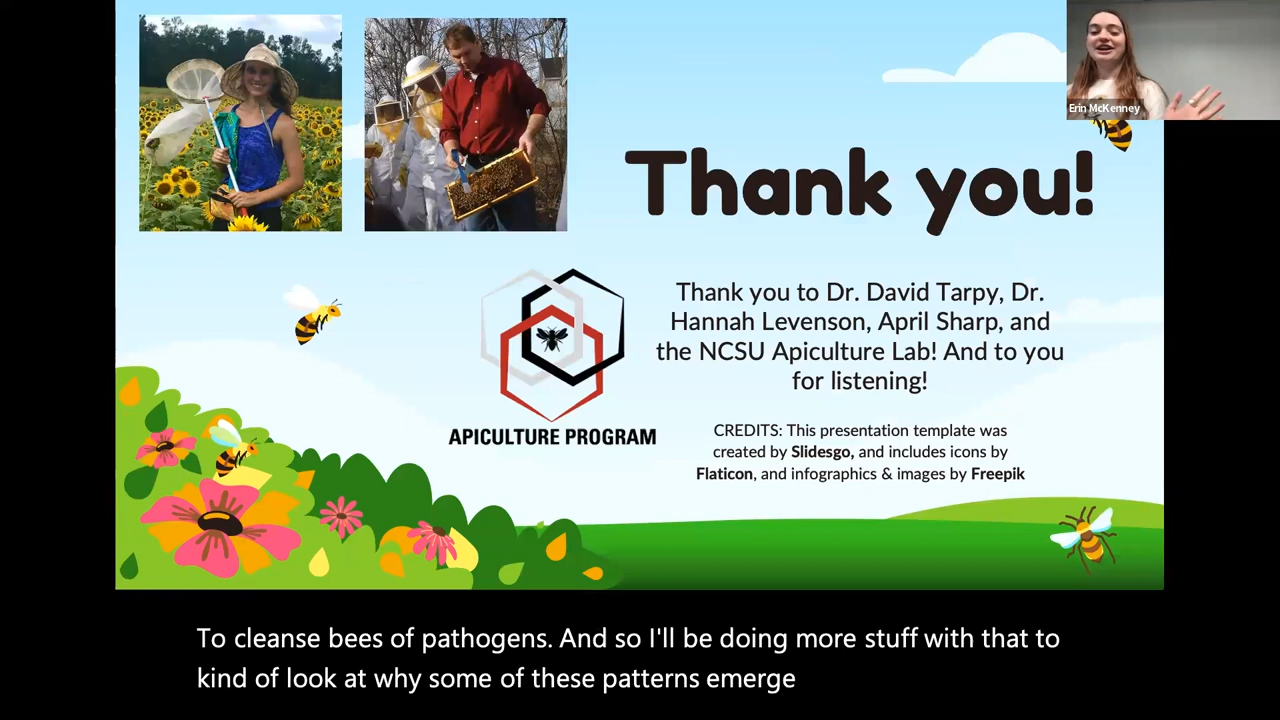 Erin McKenney
Thank you!
Thank you to Dr. David Tarpy, Dr.
Hannah Levenson, April Sharp, and
the NCSU Apiculture Lab! And to you
for listening!
APICULTURE PROGRAM
CREDITS: This presentation template was
created by Slidesgo, and includes icons by
Flaticon, and infographics & images by Freepik
To cleanse bees of pathogens. And so I'll be doing more stuff with that to
kind of look at why some of these patterns emerge